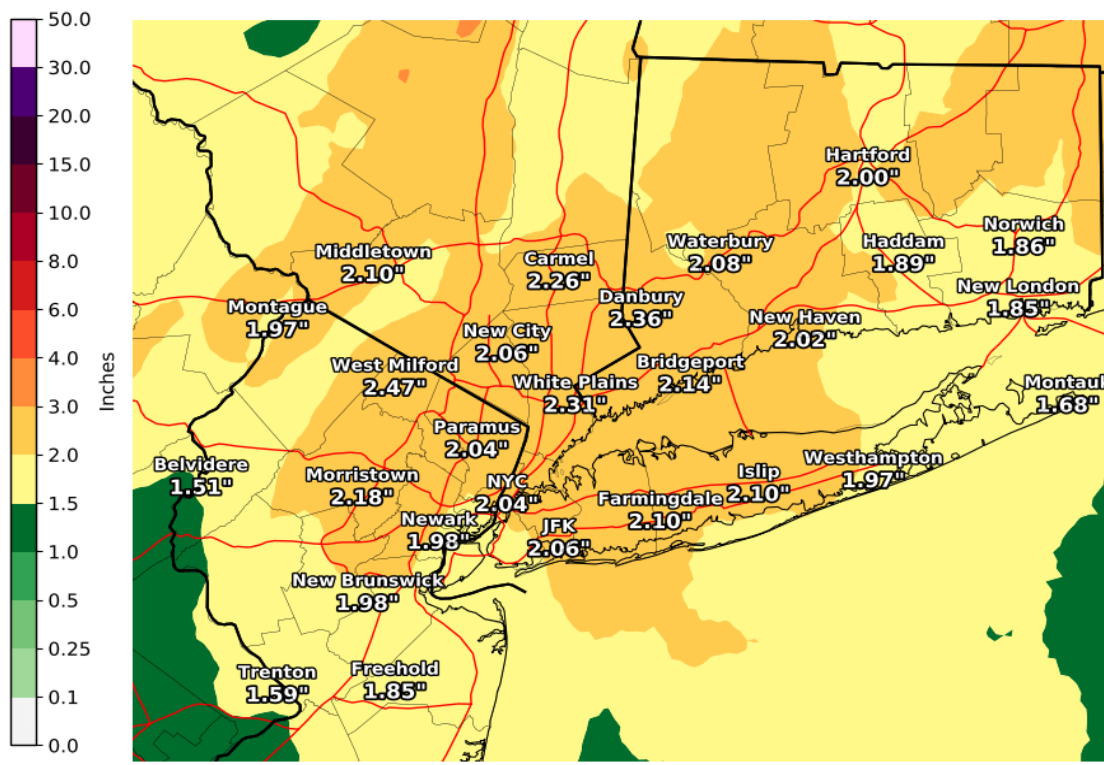 50.0
30.0
20.0
15.0
10.0
8.0
6.0
4.0
3.0
2.0
1.5
1.0
0.5
0.25
0.1
0.0
Inches
Hartford
2.00"
Norwich
1.86"
Waterbury
2.08"
Haddam
1.89"
Middletown
2.10"
Carmel
2.26"
New London
1.85"
Danbury
2.36"
Montague
1.97"
New Haven
2.02"
New City
2.06"
Bridgeport
2.14"
West Milford
2.47"
White Plains
2.31"
Montauk
1.68"
Paramus
2.04"
Belvidere
1.51"
Westhampton
1.97"
Morristown
2.18"
Islip
2.10"
NYC
2.04"
Farmingdale
2.10"
Newark
1.98"
JFK
2.06"
New Brunswick
1.98"
Trenton
1.59"
Freehold
1.85"